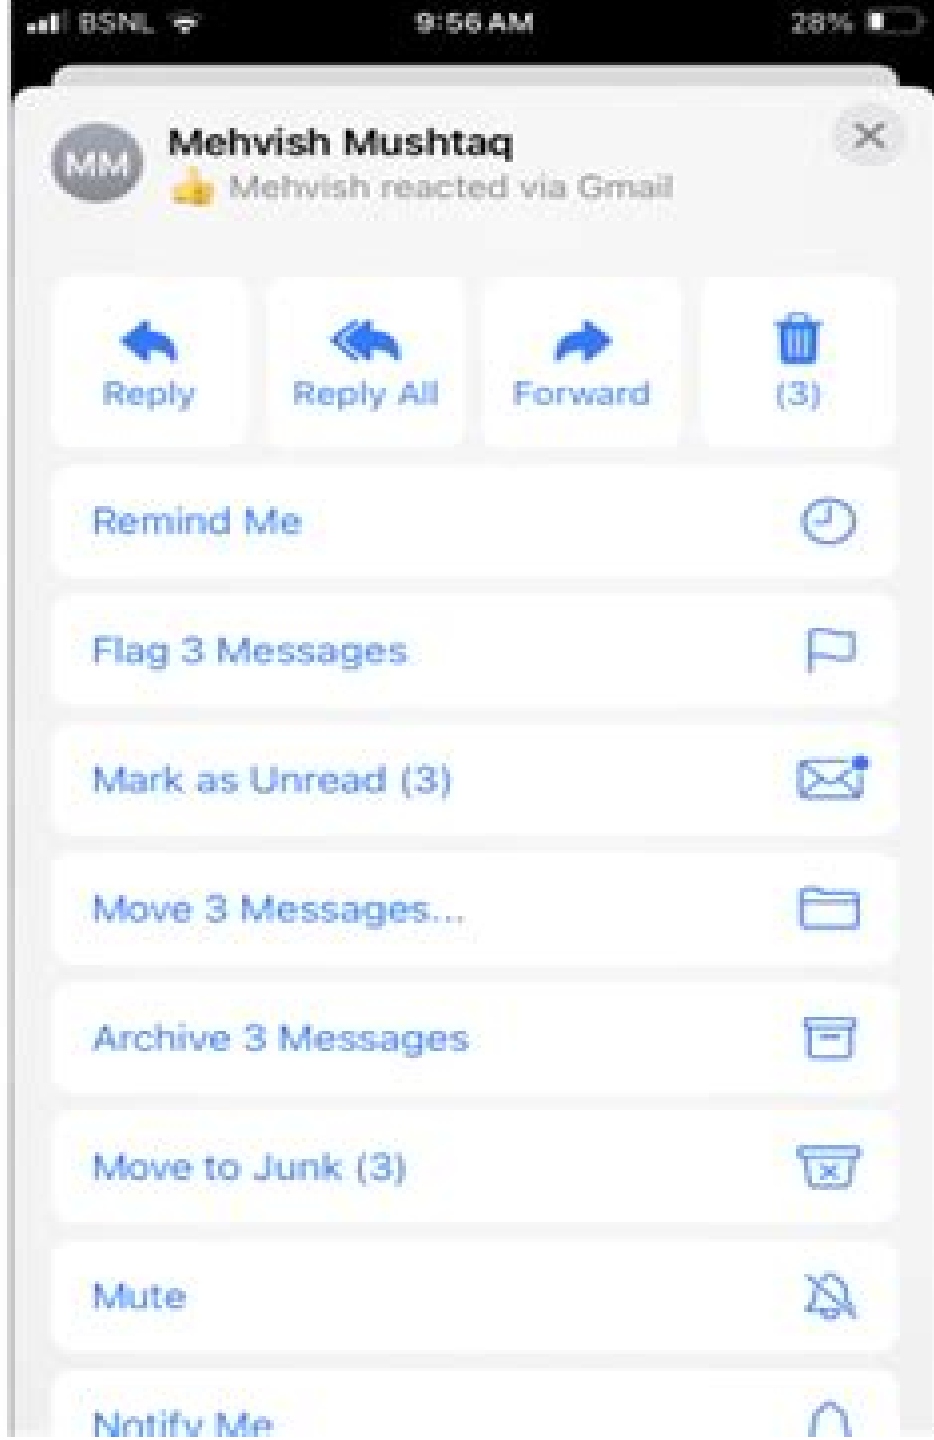 BSNL 9:56 AM 28%
MM
Mehvish Mushtaq
👍 Mehvish reacted via Gmail
Reply Reply All Forward (3)
Remind Me
Flag 3 Messages
Mark as Unread (3)
Move 3 Messages...
Archive 3 Messages
Move to Junk (3)
Mute
Notify Me